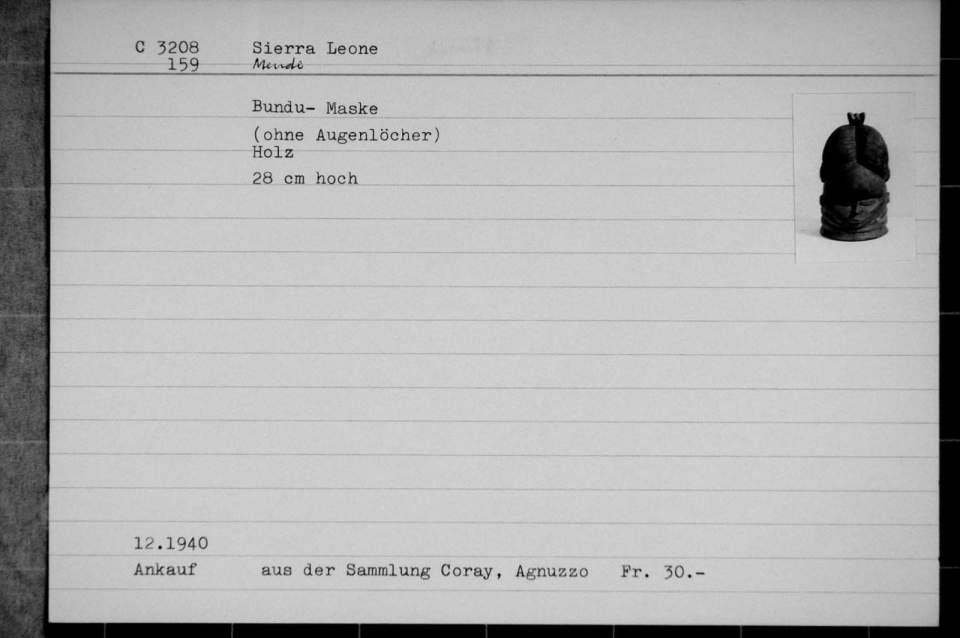 C 3208 Sierra Leone
159 Mende
Bundu- Maske
(ohne Augenlöcher)
Holz
28 cm hoch
12.1940
Ankauf aus der Sammlung Coray, Agnuzzo Fr. 30.-